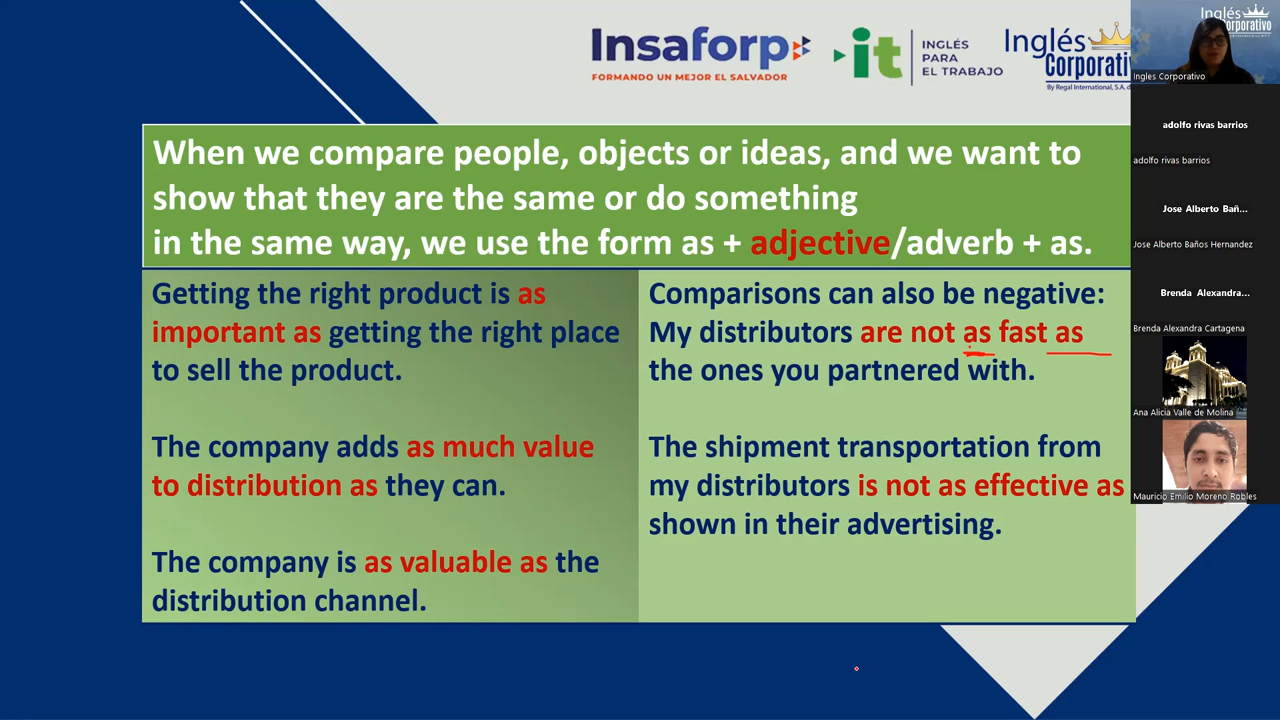 Insaforp
FORMANDO UN MEJOR EL SALVADOR
it
INGLÉS
PARA
EL TRABAJO
Inglés
Corporativ
By Regal International, S.A. d
When we compare people, objects or ideas, and we want to
show that they are the same or do something
in the same way, we use the form as + adjective/adverb + as.
Getting the right product is as
important as getting the right place
to sell the product.
The company adds as much value
to distribution as they can.
The company is as valuable as the
distribution channel.
Comparisons can also be negative:
My distributors are not as fast as
the ones you partnered with.
The shipment transportation from
my distributors is not as effective as
shown in their advertising.
Inglés
Corporativo
Ingles Corporativo
adolfo rivas barrios
adolfo rivas barrios
Jose Alberto Bañ...
Jose Alberto Baños Hernandez
Brenda Alexandra...
Brenda Alexandra Cartagena
Ana Alicia Valle de Molina
Mauricio Emilio Moreno Robles